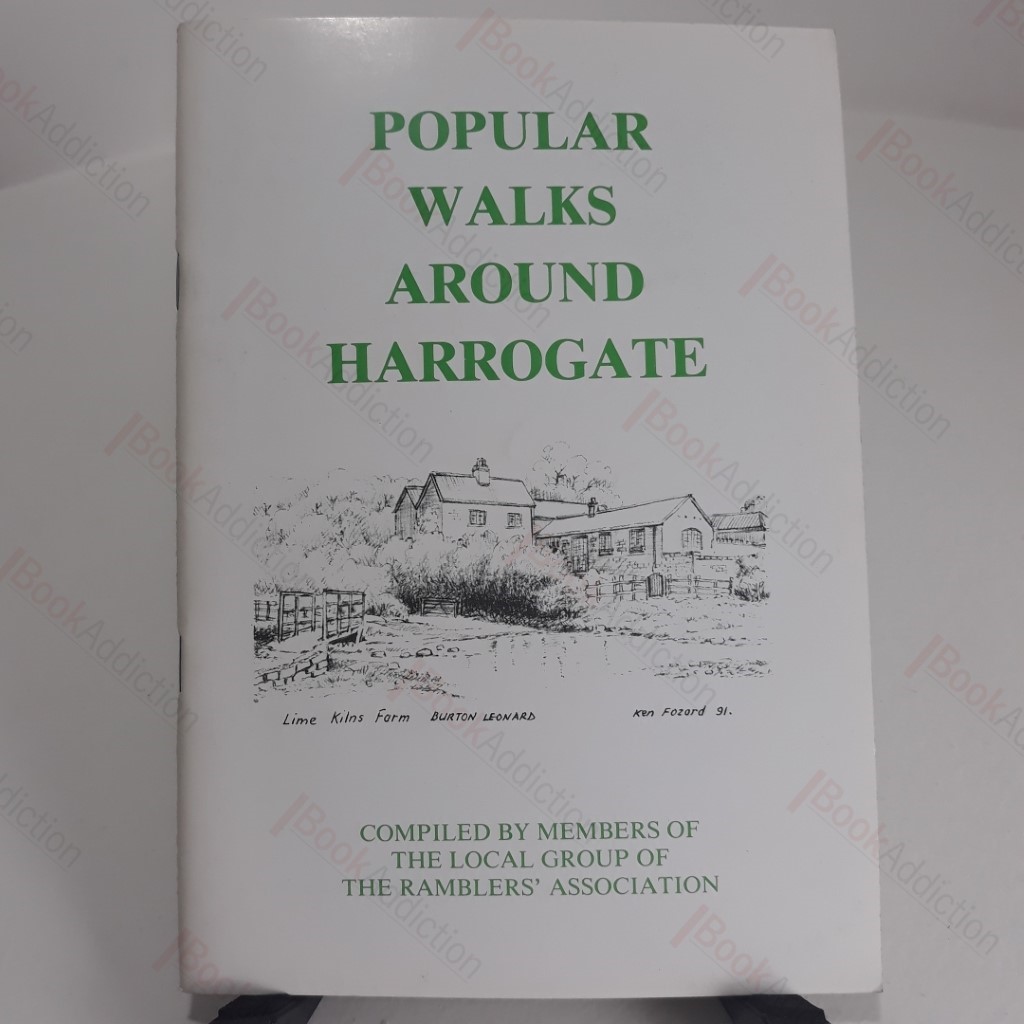 POPULAR
WALKS
AROUND
HARROGATE
Lime Kilns Farm BURTON LEONARD Ken Fozard 91.
COMPILED BY MEMBERS OF
THE LOCAL GROUP OF
THE RAMBLERS' ASSOCIATION
BookAddiction